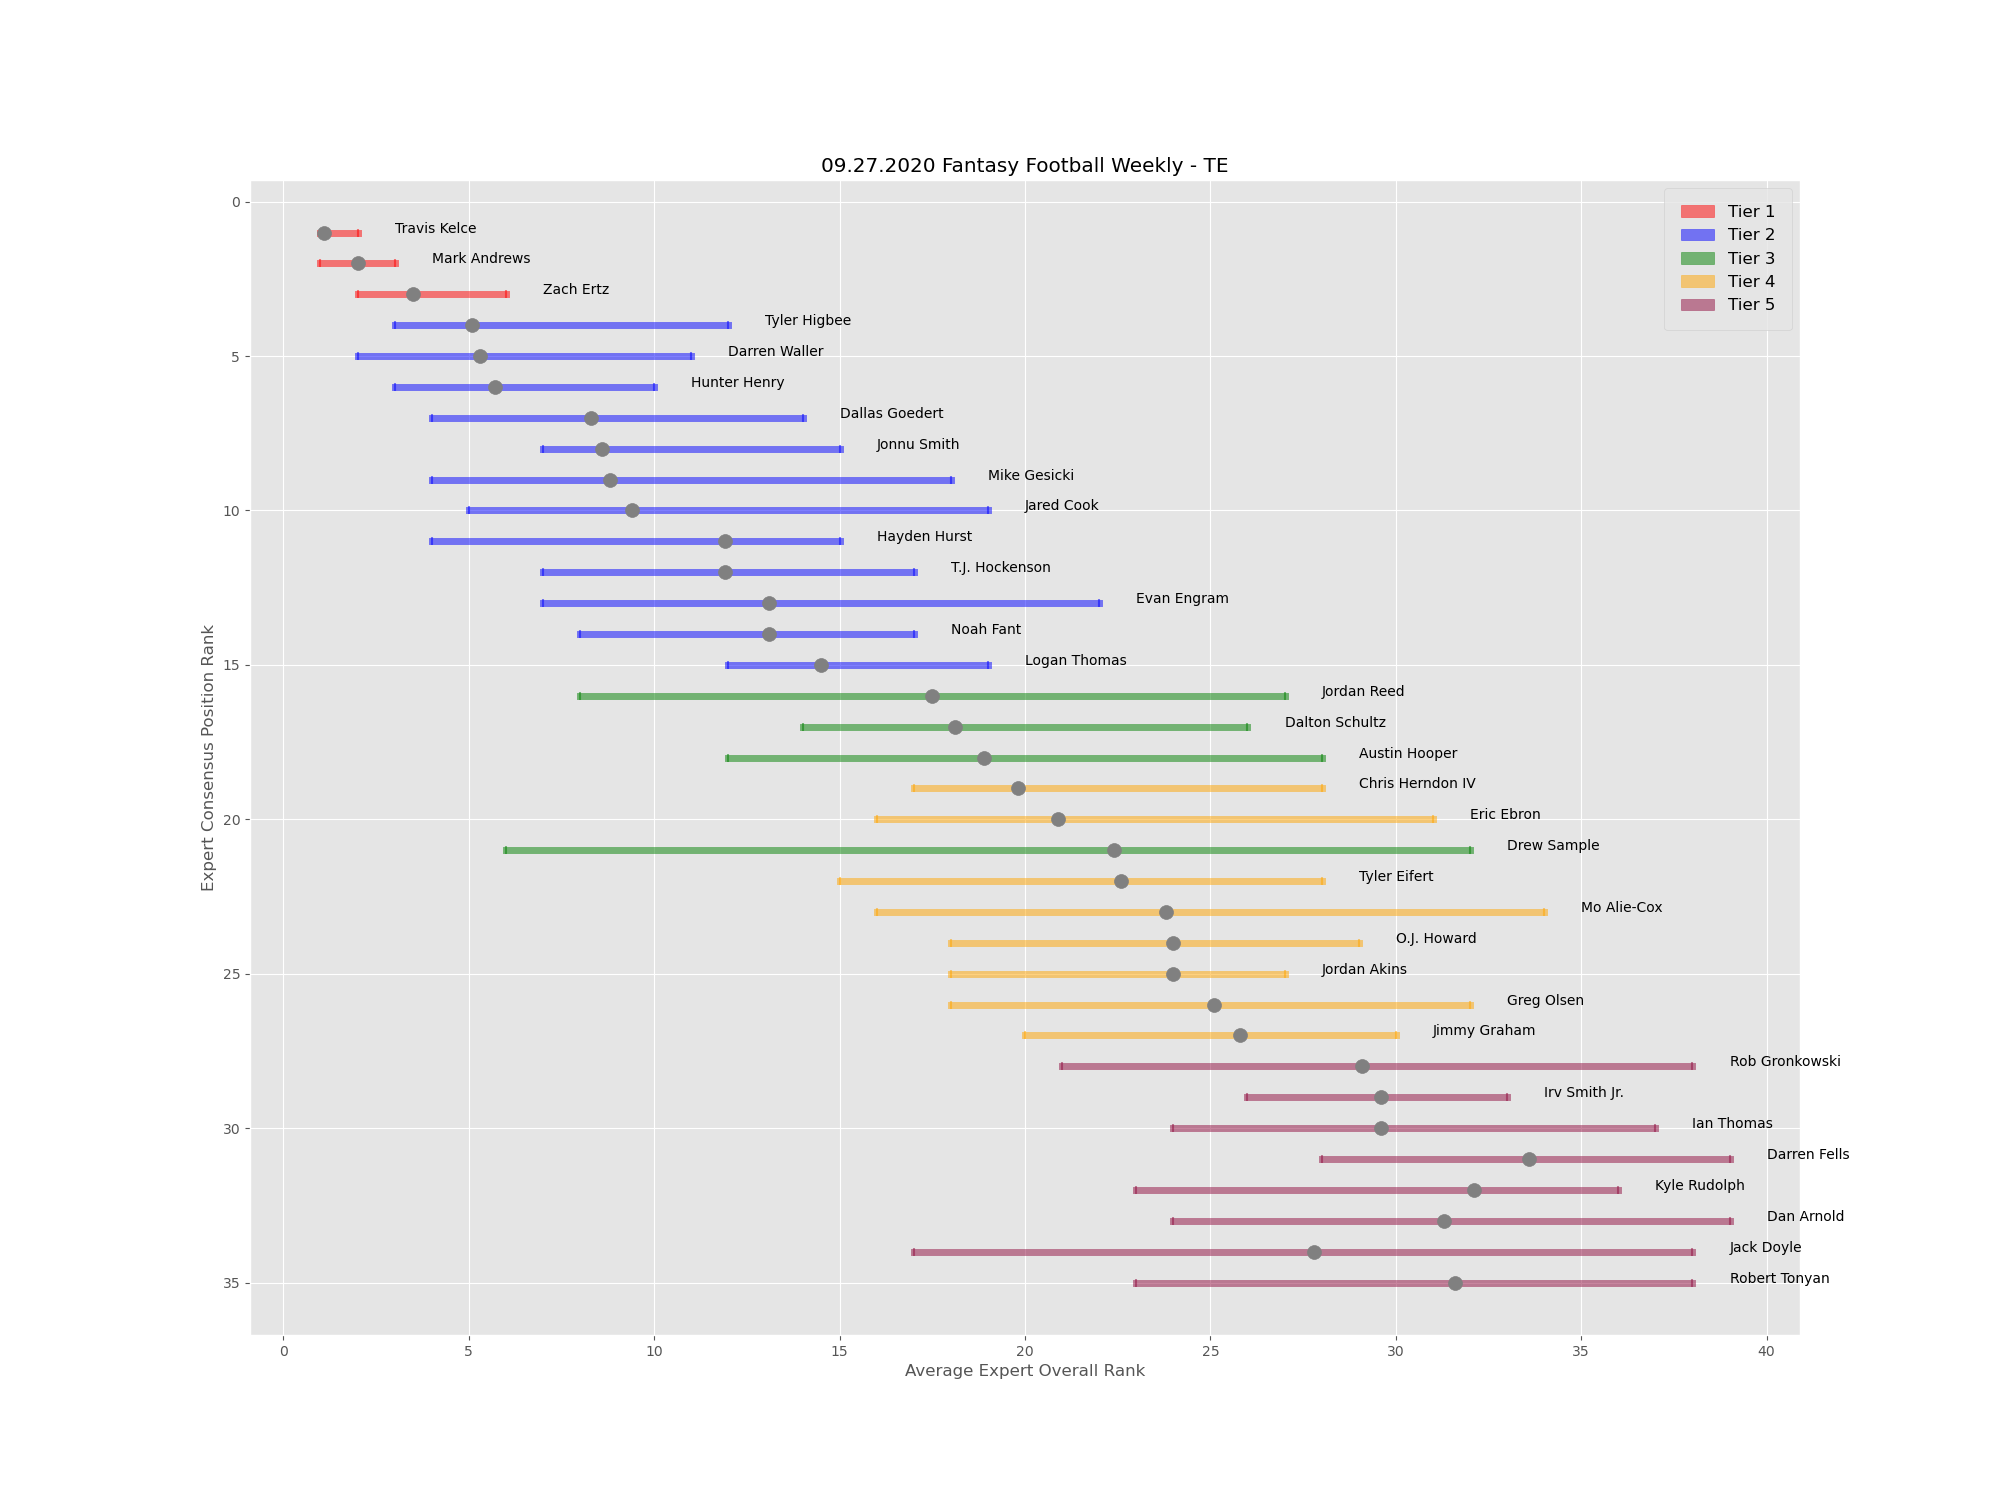 09.27.2020 Fantasy Football Weekly - TE
Tier 1
Tier 2
Tier 3
Tier 4
Tier 5
Travis Kelce
Mark Andrews
Zach Ertz
Tyler Higbee
Darren Waller
Hunter Henry
Dallas Goedert
Jonnu Smith
Mike Gesicki
Jared Cook
Hayden Hurst
T.J. Hockenson
Evan Engram
Noah Fant
Logan Thomas
Jordan Reed
Dalton Schultz
Austin Hooper
Chris Herndon IV
Eric Ebron
Drew Sample
Tyler Eifert
Mo Alie-Cox
O.J. Howard
Jordan Akins
Greg Olsen
Jimmy Graham
Rob Gronkowski
Irv Smith Jr.
Ian Thomas
Darren Fells
Kyle Rudolph
Dan Arnold
Jack Doyle
Robert Tonyan
Expert Consensus Position Rank
0
5
10
15
20
25
30
35
0 5 10 15 20 25 30 35 40
Average Expert Overall Rank